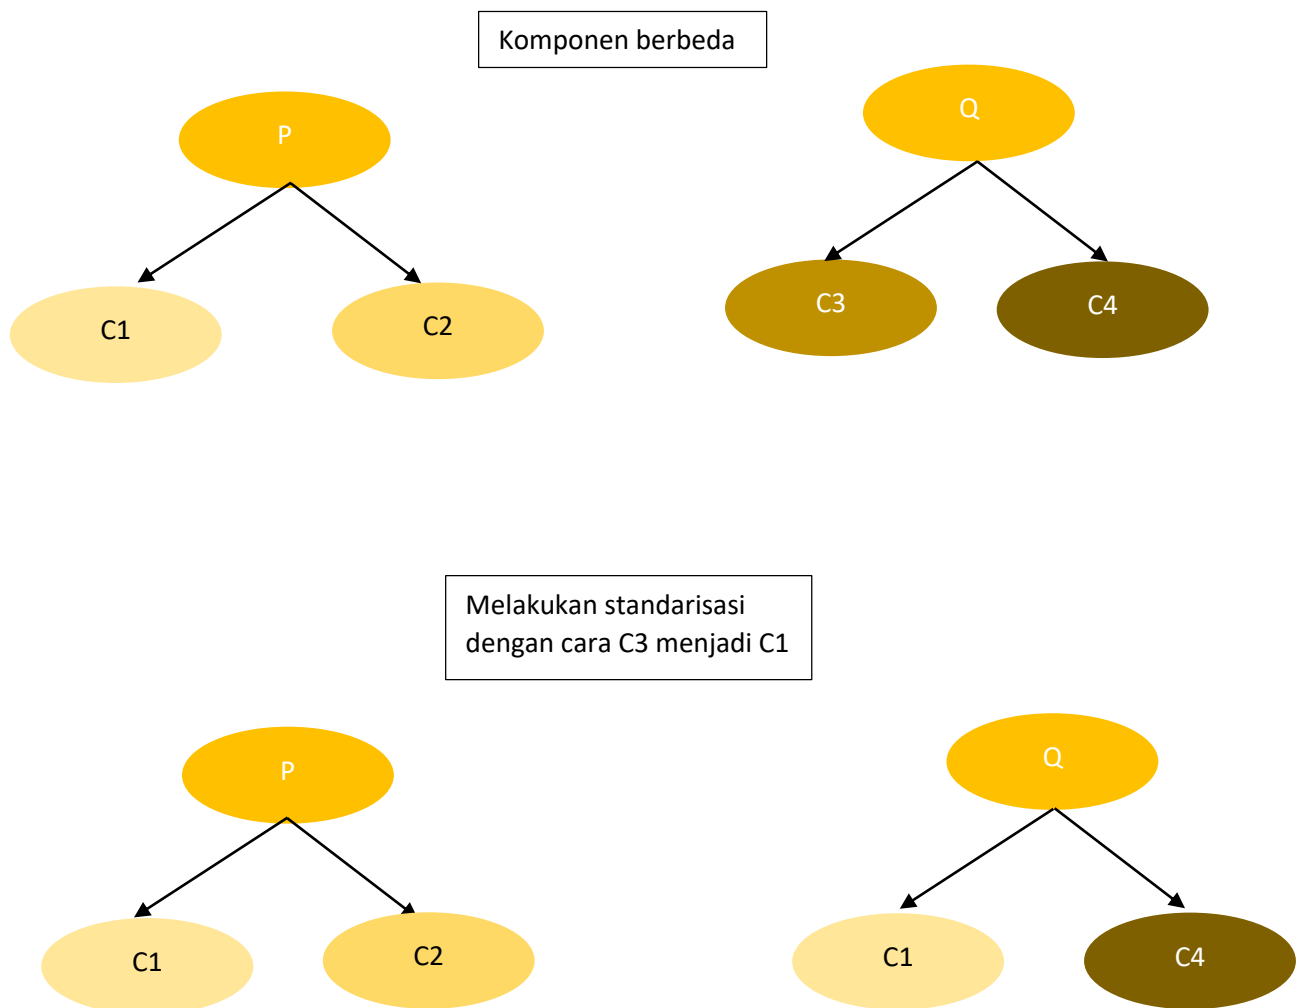 Komponen berbeda
P
Q
C1
C2
C3
C4
Melakukan standarisasi
dengan cara C3 menjadi C1
P
Q
C1
C2
C1
C4